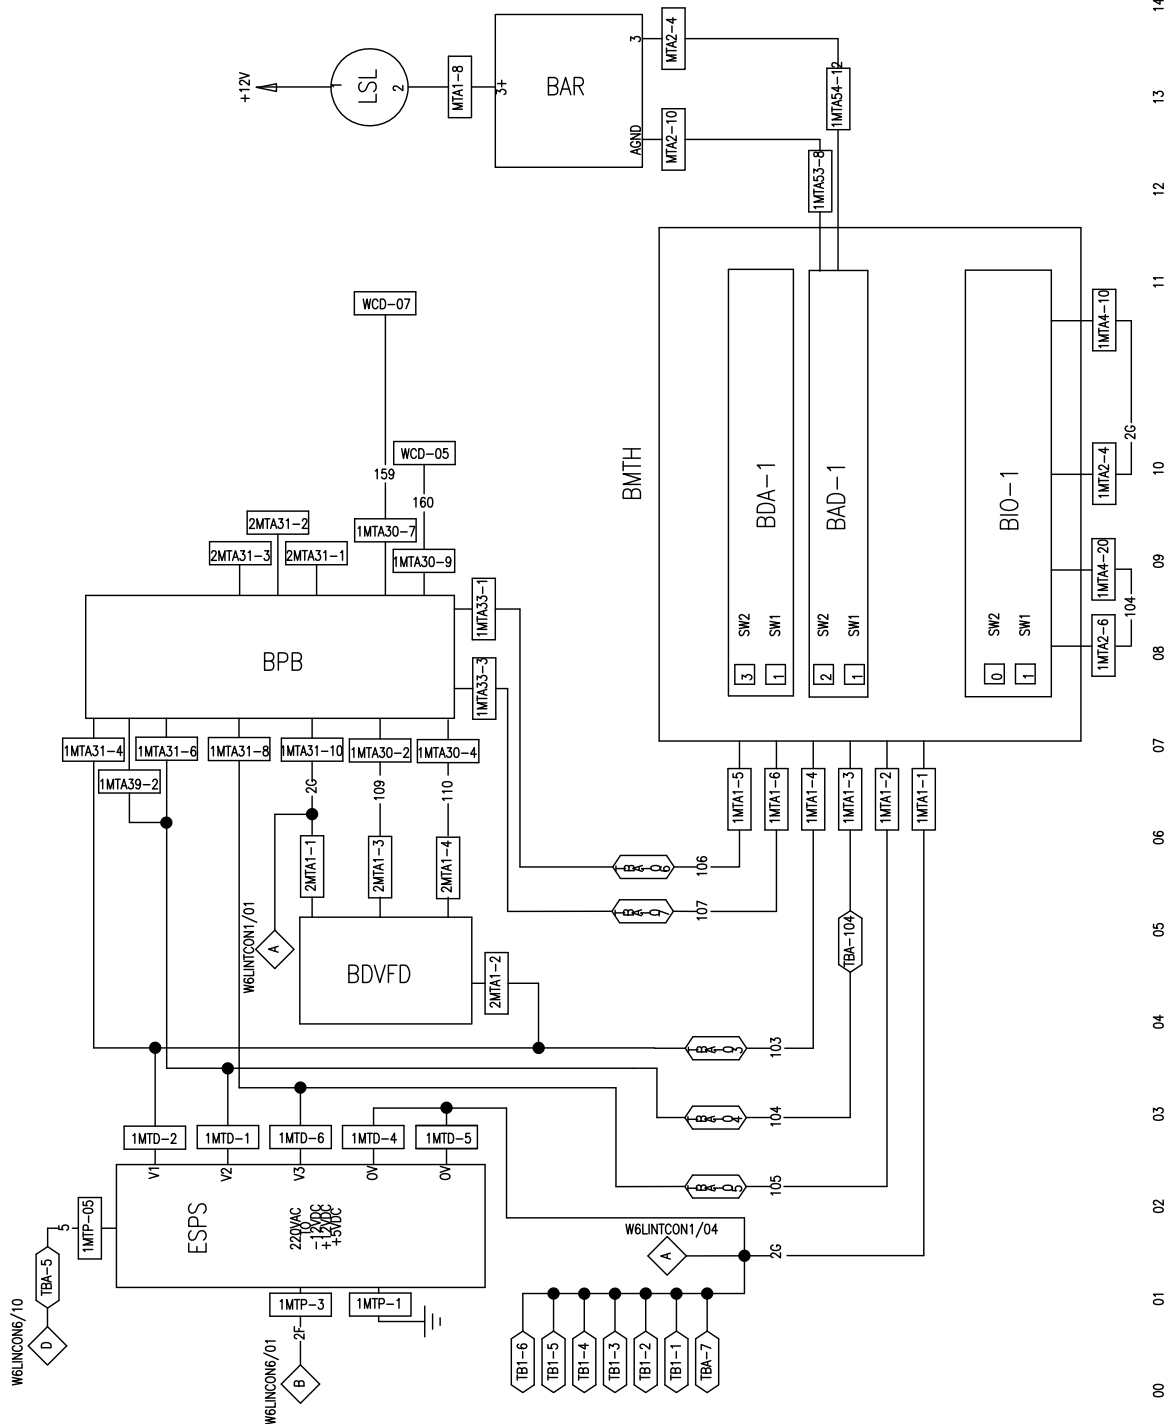 14
13
12
11
10
09
08
07
06
05
04
03
02
01
00
+12V
1
LSL
2
MTA1-8
3+
BAR
3
AGND
MTA2-4
MTA2-10
1MTA54-12
1MTA53-8
WCD-07
159
WCD-05
160
1MTA30-7
1MTA30-9
2MTA31-3
2MTA31-2
2MTA31-1
BPB
1MTA33-1
1MTA33-3
1MTA31-4
1MTA39-2
1MTA31-6
1MTA31-8
1MTA31-10
1MTA30-2
1MTA30-4
2G
109
110
2MTA1-1
2MTA1-3
2MTA1-4
W6LINTCON1/01
A
BDVFD
2MTA1-2
BMTH
BDA-1
SW2
SW1
3
1
BAD-1
SW2
SW1
2
1
BIO-1
SW2
SW1
0
1
1MTA4-10
2G
1MTA2-4
1MTA4-20
104
1MTA2-6
1MTA1-5
1MTA1-6
1MTA1-4
1MTA1-3
1MTA1-2
1MTA1-1
106
107
TBA-104
103
104
105
1MTD-2
1MTD-1
1MTD-6
1MTD-4
1MTD-5
V1
V2
V3
0V
0V
ESPS
220VAC
TO
-12VDC
+12VDC
+5VDC
5
1MTP-05
TBA-5
W6LINCON6/10
D
1MTP-3
1MTP-1
2F
W6LINCON6/01
B
W6LINTCON1/04
A
2G
TB1-6
TB1-5
TB1-4
TB1-3
TB1-2
TB1-1
TBA-7